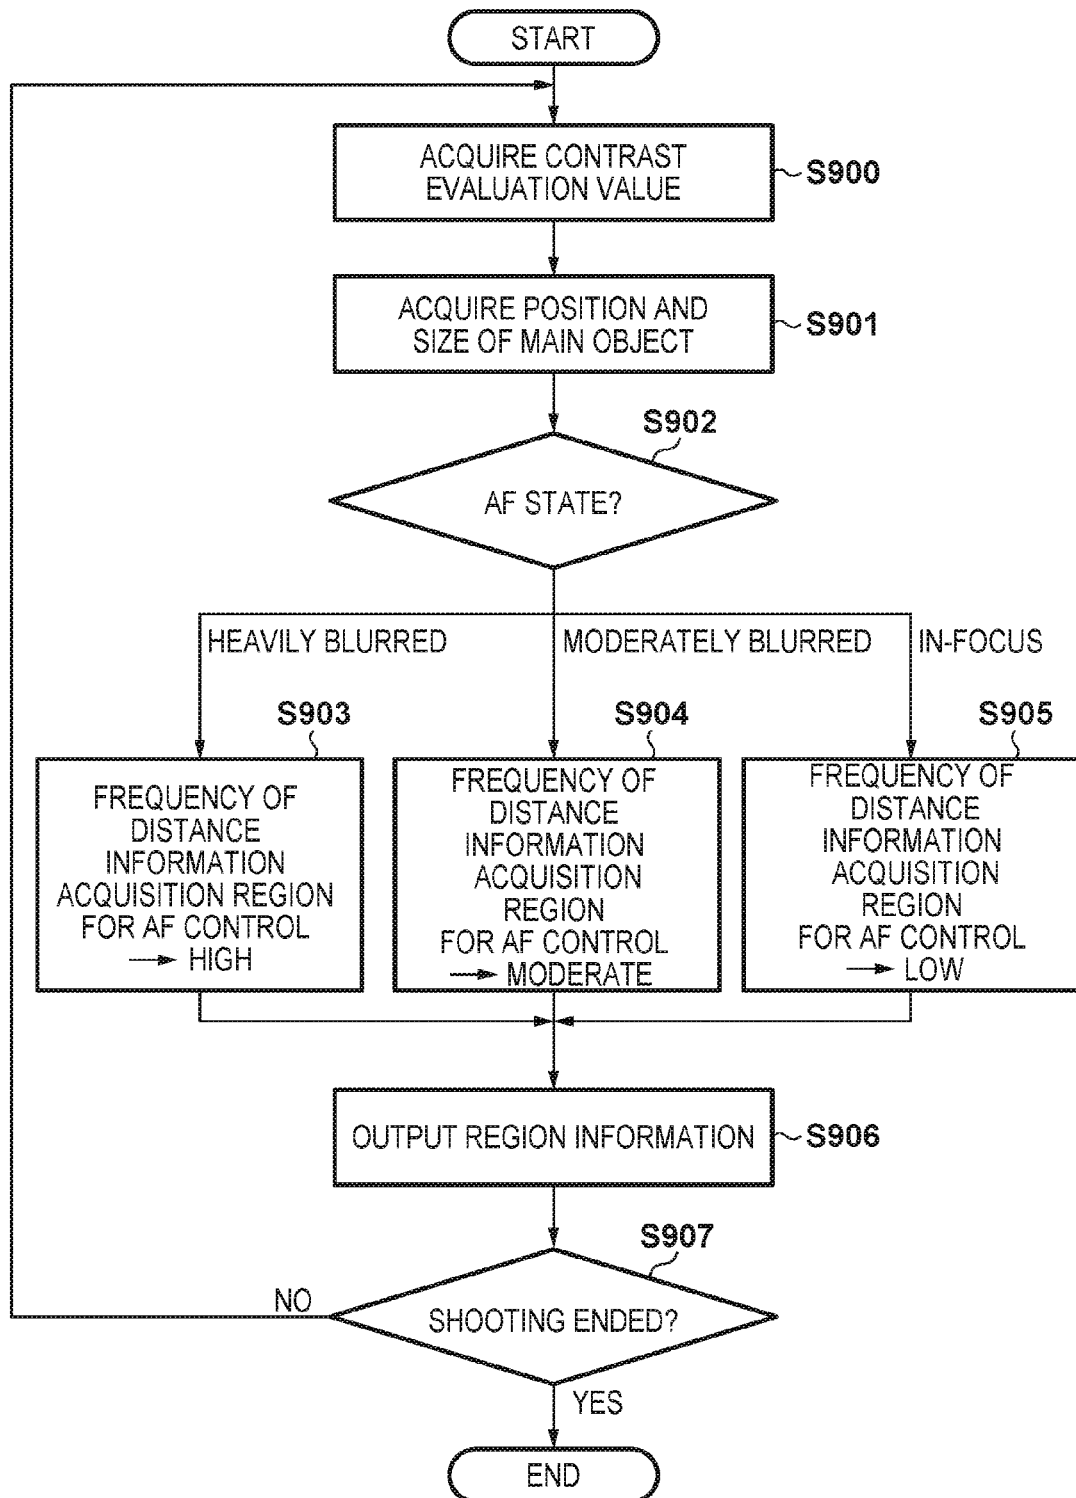 START
ACQUIRE CONTRAST
EVALUATION VALUE
S900
ACQUIRE POSITION AND
SIZE OF MAIN OBJECT
S901
S902
AF STATE?
HEAVILY BLURRED
MODERATELY BLURRED
IN-FOCUS
S903
FREQUENCY OF
DISTANCE
INFORMATION
ACQUISITION REGION
FOR AF CONTROL
→ HIGH
S904
FREQUENCY OF
DISTANCE
INFORMATION
ACQUISITION
REGION
FOR AF CONTROL
→ MODERATE
S905
FREQUENCY OF
DISTANCE
INFORMATION
ACQUISITION
REGION
FOR AF CONTROL
→ LOW
OUTPUT REGION INFORMATION
S906
S907
SHOOTING ENDED?
NO
YES
END